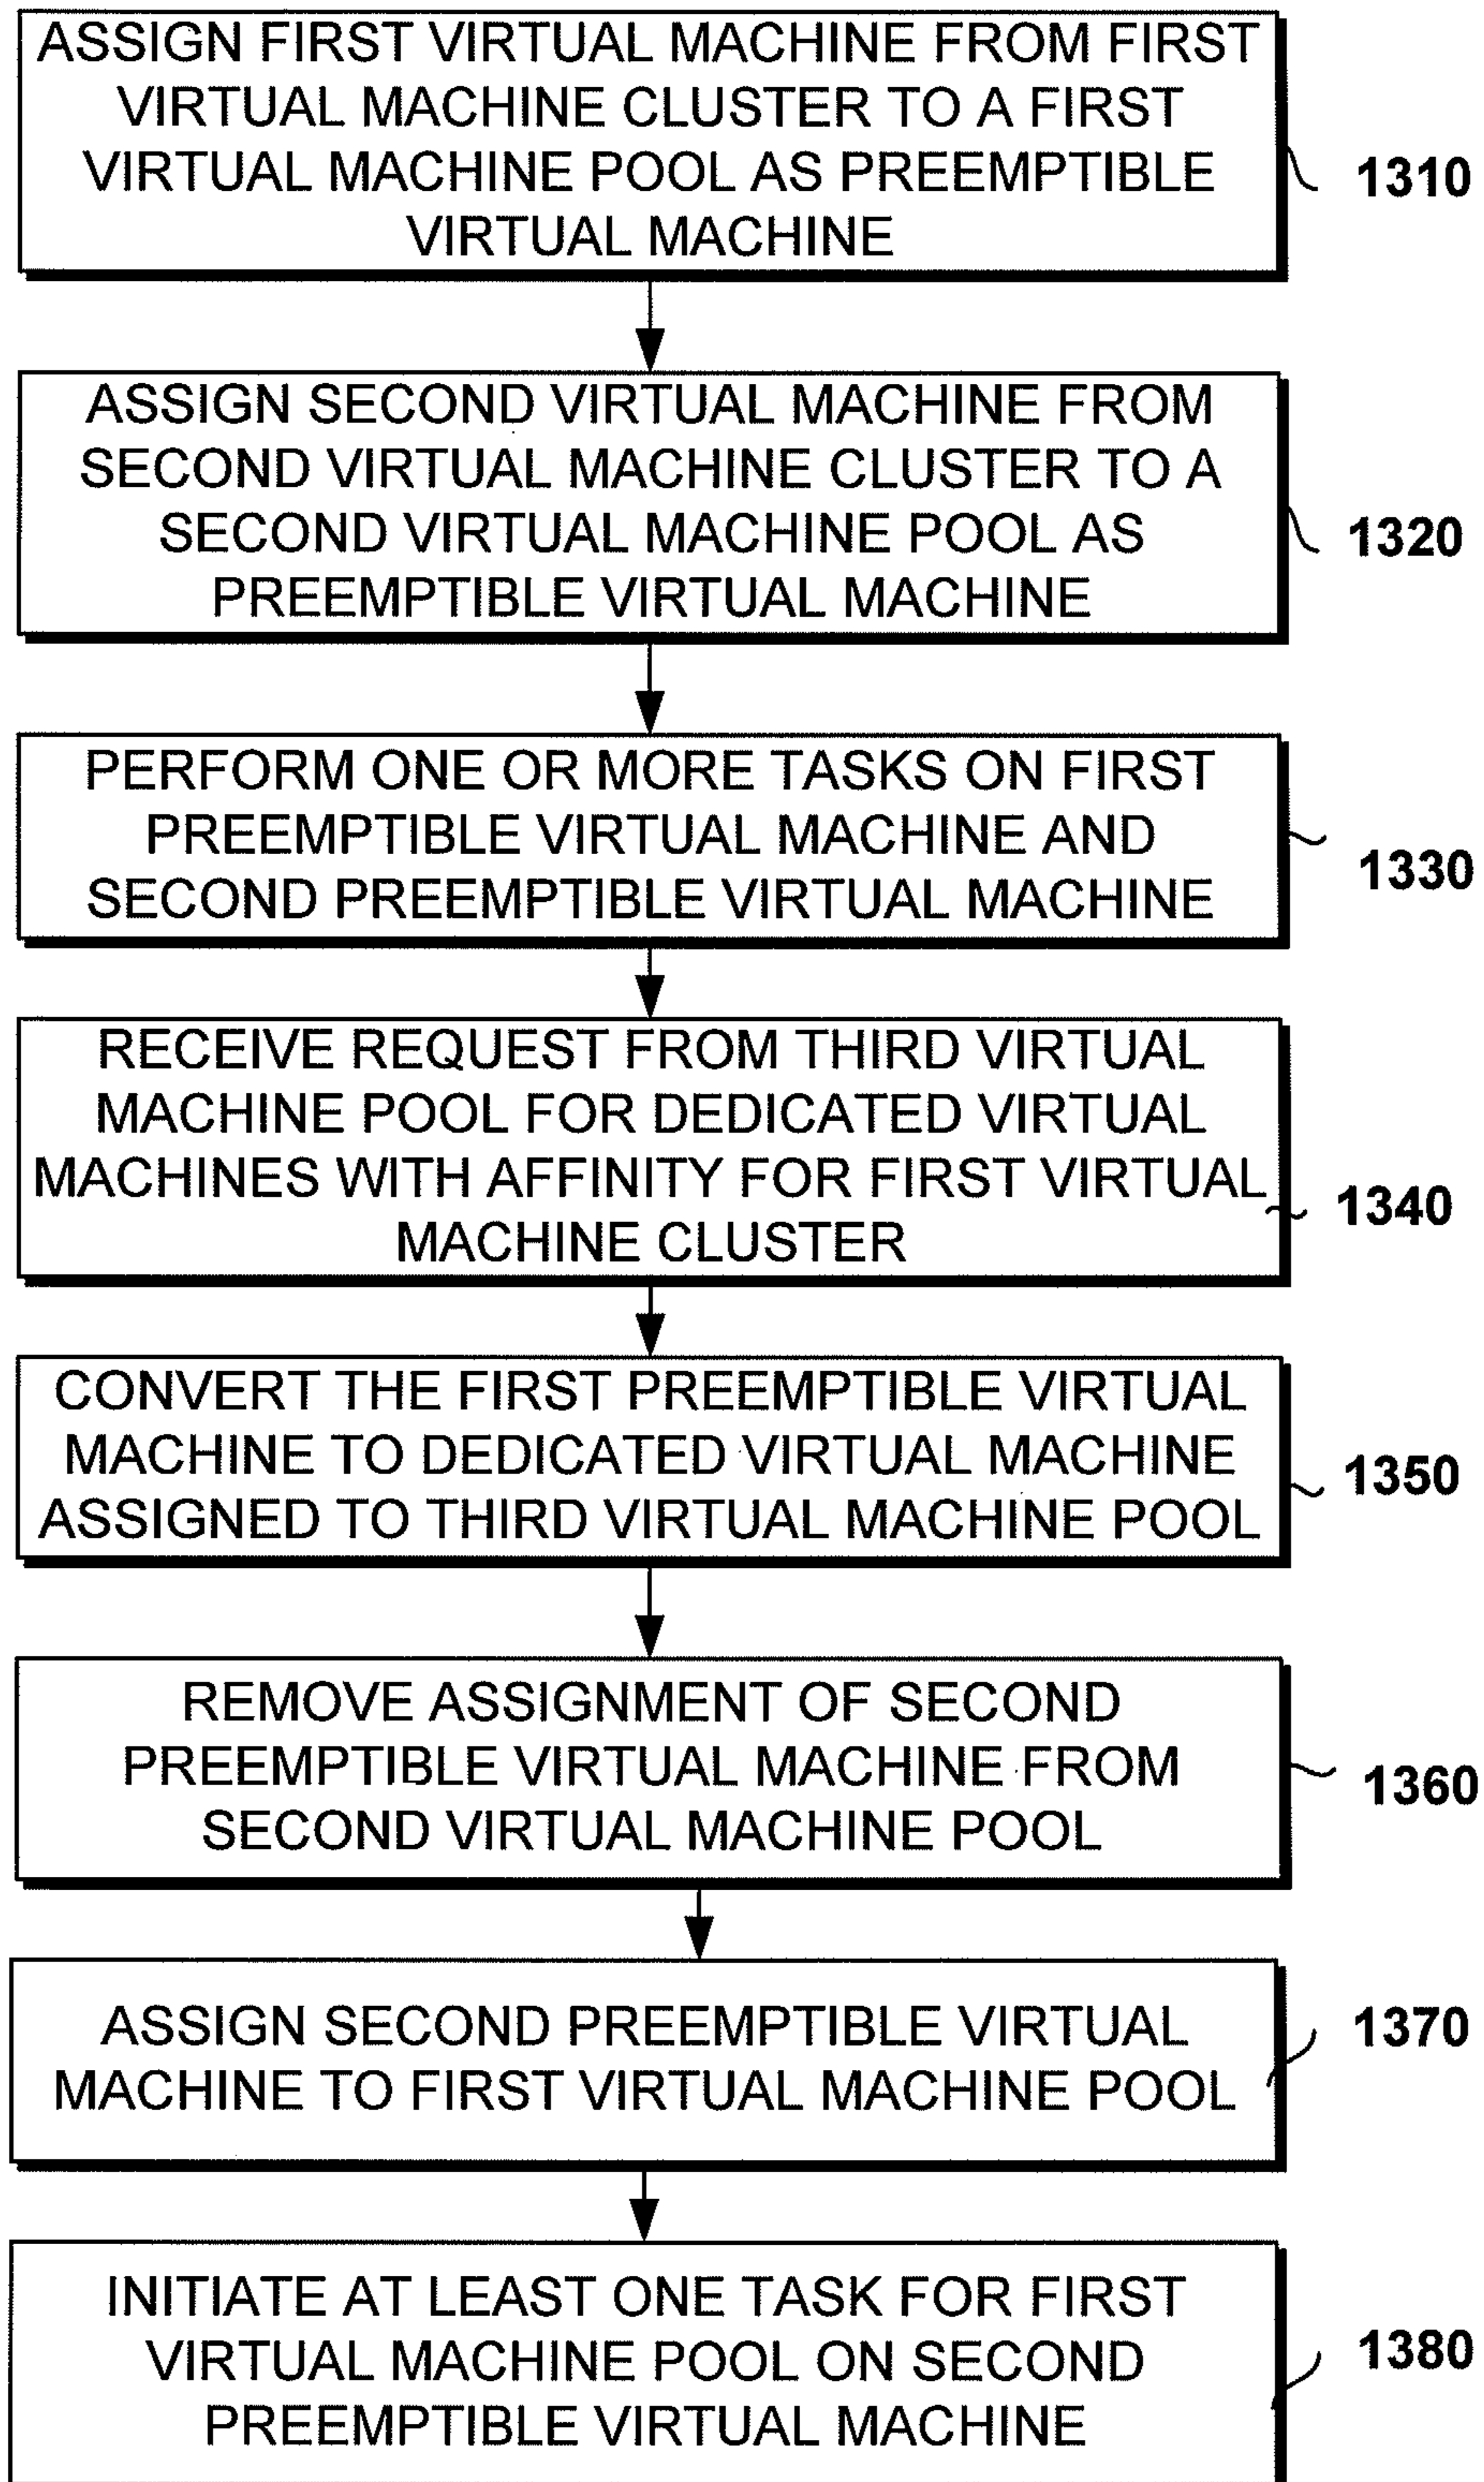 ASSIGN FIRST VIRTUAL MACHINE FROM FIRST
VIRTUAL MACHINE CLUSTER TO A FIRST
VIRTUAL MACHINE POOL AS PREEMPTIBLE
VIRTUAL MACHINE
1310
ASSIGN SECOND VIRTUAL MACHINE FROM
SECOND VIRTUAL MACHINE CLUSTER TO A
SECOND VIRTUAL MACHINE POOL AS
PREEMPTIBLE VIRTUAL MACHINE
1320
PERFORM ONE OR MORE TASKS ON FIRST
PREEMPTIBLE VIRTUAL MACHINE AND
SECOND PREEMPTIBLE VIRTUAL MACHINE
1330
RECEIVE REQUEST FROM THIRD VIRTUAL
MACHINE POOL FOR DEDICATED VIRTUAL
MACHINES WITH AFFINITY FOR FIRST VIRTUAL
MACHINE CLUSTER
1340
CONVERT THE FIRST PREEMPTIBLE VIRTUAL
MACHINE TO DEDICATED VIRTUAL MACHINE
ASSIGNED TO THIRD VIRTUAL MACHINE POOL
1350
REMOVE ASSIGNMENT OF SECOND
PREEMPTIBLE VIRTUAL MACHINE FROM
SECOND VIRTUAL MACHINE POOL
1360
ASSIGN SECOND PREEMPTIBLE VIRTUAL
MACHINE TO FIRST VIRTUAL MACHINE POOL
1370
INITIATE AT LEAST ONE TASK FOR FIRST
VIRTUAL MACHINE POOL ON SECOND
PREEMPTIBLE VIRTUAL MACHINE
1380